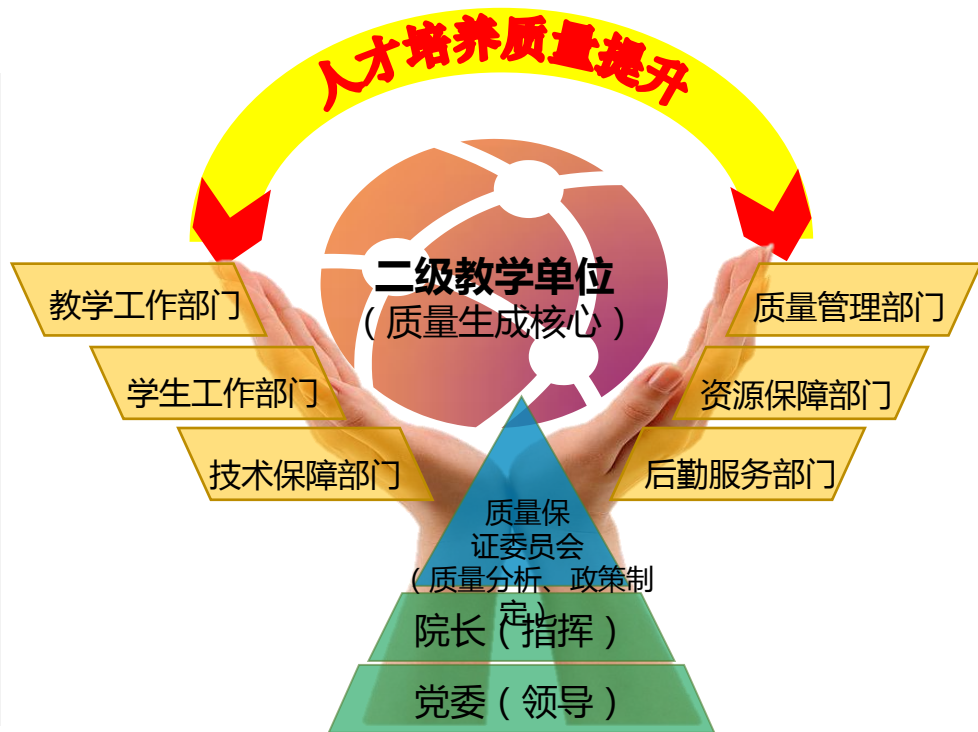 人才培养质量提升
二级教学单位
（质量生成核心）
教学工作部门
质量管理部门
学生工作部门
资源保障部门
技术保障部门
后勤服务部门
质量保
证委员会
（质量分析、政策制
定）
院长（指挥）
党委（领导）